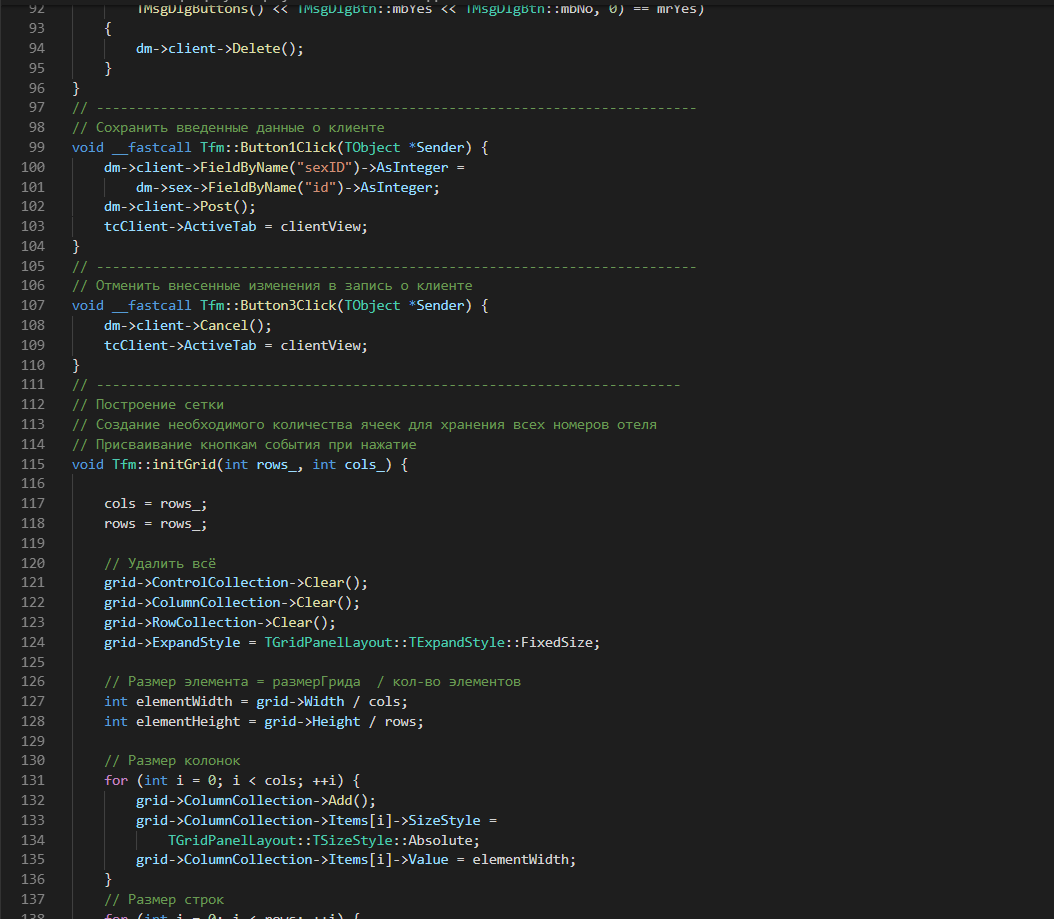 92 TMsgDlgButtons() << TMsgDlgBtn::mbYes << TMsgDlgBtn::mbNo, 0) == mrYes)
93 {
94 dm->client->Delete();
95 }
96 }
97 // ---------------------------------------------------------------------------
98 // Сохранить введенные данные о клиенте
99 void __fastcall Tfm::Button1Click(TObject *Sender) {
100 dm->client->FieldByName("sexID")->AsInteger =
101 dm->sex->FieldByName("id")->AsInteger;
102 dm->client->Post();
103 tcClient->ActiveTab = clientView;
104 }
105 // ---------------------------------------------------------------------------
106 // Отменить внесенные изменения в запись о клиенте
107 void __fastcall Tfm::Button3Click(TObject *Sender) {
108 dm->client->Cancel();
109 tcClient->ActiveTab = clientView;
110 }
111 // -------------------------------------------------------------------------
112 // Построение сетки
113 // Создание необходимого количества ячеек для хранения всех номеров отеля
114 // Присваивание кнопкам события при нажатие
115 void Tfm::initGrid(int rows_, int cols_) {
116
117 cols = rows_;
118 rows = rows_;
119
120 // Удалить всё
121 grid->ControlCollection->Clear();
122 grid->ColumnCollection->Clear();
123 grid->RowCollection->Clear();
124 grid->ExpandStyle = TGridPanelLayout::TExpandStyle::FixedSize;
125
126 // Размер элемента = размерГрида  / кол-во элементов
127 int elementWidth = grid->Width / cols;
128 int elementHeight = grid->Height / rows;
129
130 // Размер колонок
131 for (int i = 0; i < cols; ++i) {
132 grid->ColumnCollection->Add();
133 grid->ColumnCollection->Items[i]->SizeStyle =
134 TGridPanelLayout::TSizeStyle::Absolute;
135 grid->ColumnCollection->Items[i]->Value = elementWidth;
136 }
137 // Размер строк
138 for (int i = 0; i < rows; ++i) {